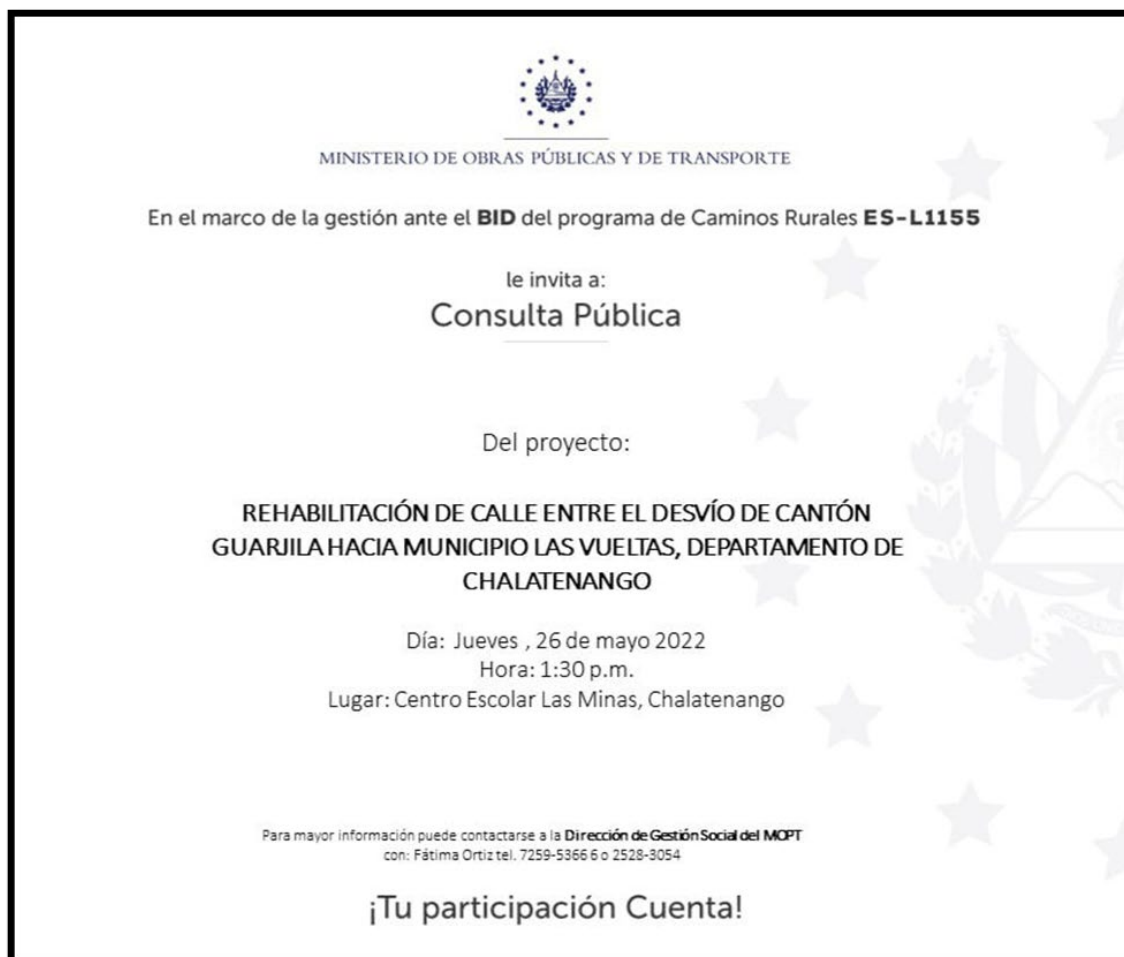 MINISTERIO DE OBRAS PÚBLICAS Y DE TRANSPORTE
En el marco de la gestión ante el BID del programa de Caminos Rurales ES-L1155
le invita a:
Consulta Pública
Del proyecto:
REHABILITACIÓN DE CALLE ENTRE EL DESVÍO DE CANTÓN
GUARJILA HACIA MUNICIPIO LAS VUELTAS, DEPARTAMENTO DE
CHALATENANGO
Día: Jueves , 26 de mayo 2022
Hora: 1:30 p.m.
Lugar: Centro Escolar Las Minas, Chalatenango
Para mayor información puede contactarse a la Dirección de Gestión Social del MOPT
con: Fátima Ortiz tel. 7259-5366 6 o 2528-3054
¡Tu participación Cuenta!